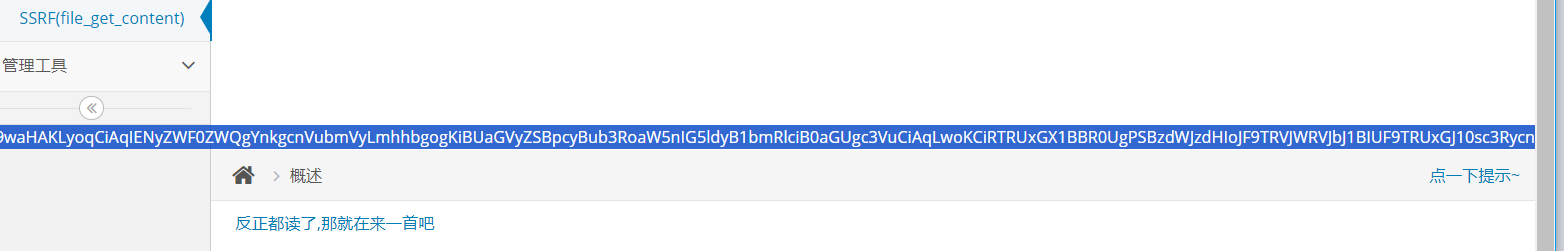 SSRF(file_get_content)
管理工具
9waHAKLyoqCiAqIENyZWF0ZWQgYnkgcnVubmVyLmhhbgogKiBUaGVyZSBpcyBub3RoaW5nIG5ldyB1bmRlciB0aGUgc3VuCiAqLwoKCiRTRUxGX1BBR0UgPSBzdWJzdHIoJF9TRVJWRVJbJ1BIUF9TRUxGJ10sc3Rycn
概述
点一下提示~
反正都读了,那就在来一首吧